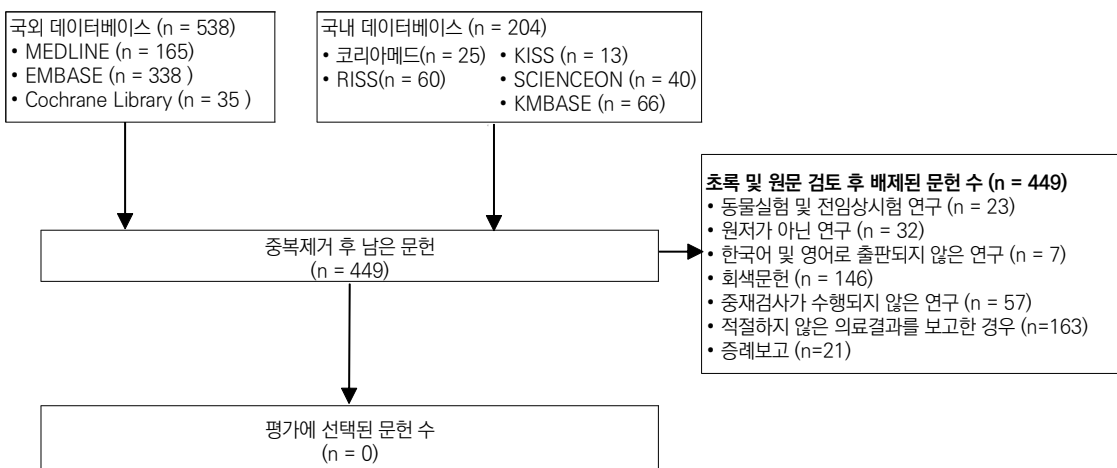 국외 데이터베이스 (n = 538)
• MEDLINE (n = 165)
• EMBASE (n = 338 )
• Cochrane Library (n = 35 )
국내 데이터베이스 (n = 204)
• 코리아메드(n = 25) • KISS (n = 13)
• RISS(n = 60) • SCIENCEON (n = 40)
• KMBASE (n = 66)
중복제거 후 남은 문헌
(n = 449)
초록 및 원문 검토 후 배제된 문헌 수 (n = 449)
• 동물실험 및 전임상시험 연구 (n = 23)
• 원저가 아닌 연구 (n = 32)
• 한국어 및 영어로 출판되지 않은 연구 (n = 7)
• 회색문헌 (n = 146)
• 중재검사가 수행되지 않은 연구 (n = 57)
• 적절하지 않은 의료결과를 보고한 경우 (n=163)
• 증례보고 (n=21)
평가에 선택된 문헌 수
(n = 0)